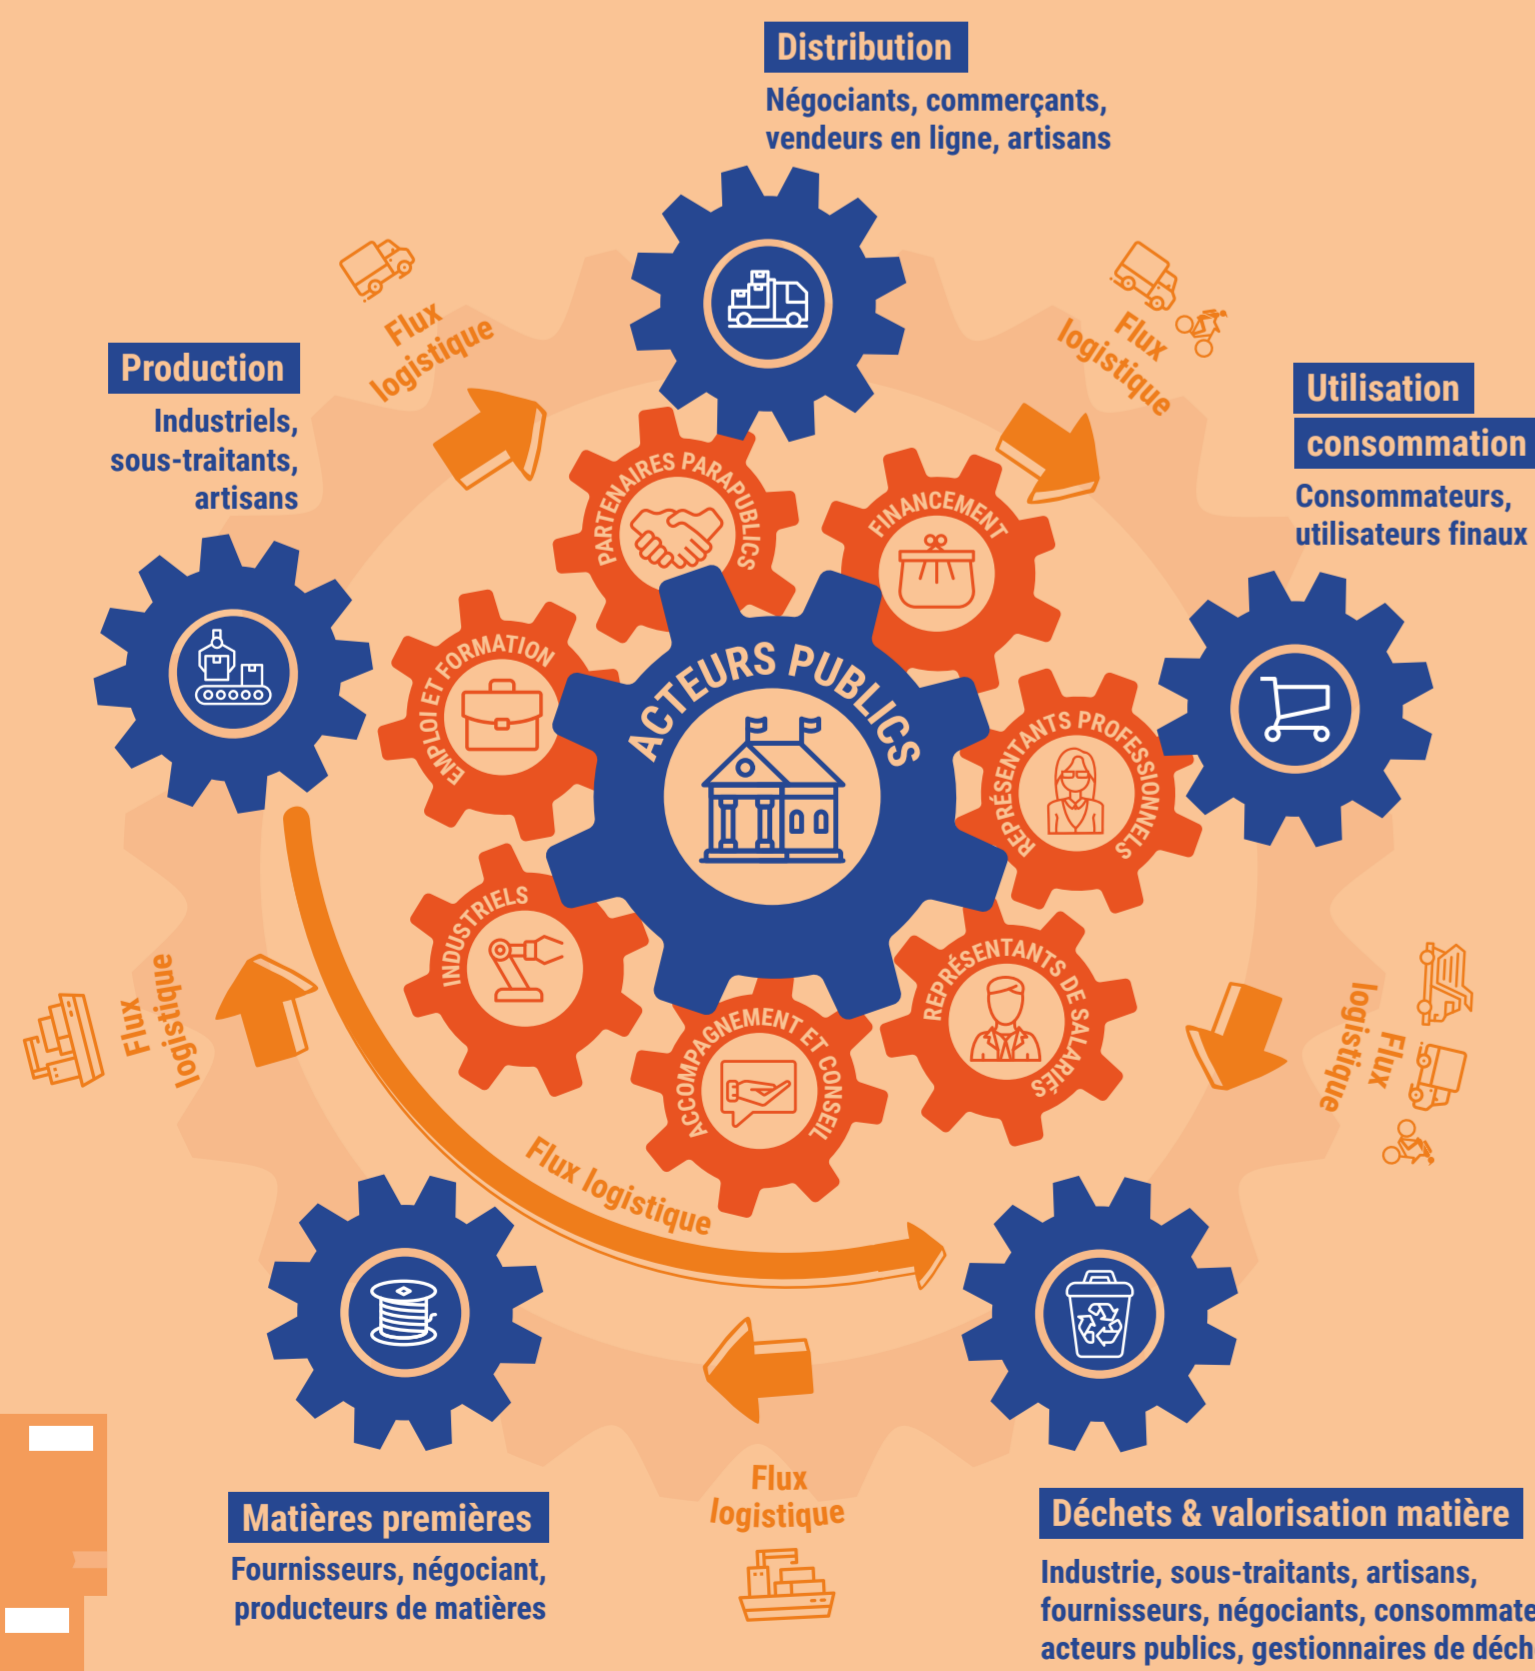 Distribution
Négociants, commerçants,
vendeurs en ligne, artisans
Flux
logistique
Flux
logistique
Production
Industriels,
sous-traitants,
artisans
Utilisation
consommation
Consommateurs,
utilisateurs finaux
PARTENAIRES PARAPUBLICS
FINANCEMENT
EMPLOI ET FORMATION
ACTEURS PUBLICS
REPRÉSENTANTS PROFESSIONNELS
INDUSTRIELS
REPRÉSENTANTS DE SALARIÉS
ACCOMPAGNEMENT ET CONSEIL
Flux
logistique
Flux
logistique
Flux logistique
Flux
logistique
Matières premières
Fournisseurs, négociant,
producteurs de matières
Déchets & valorisation matière
Industrie, sous-traitants, artisans,
fournisseurs, négociants,
acteurs publics, gestionnaires de